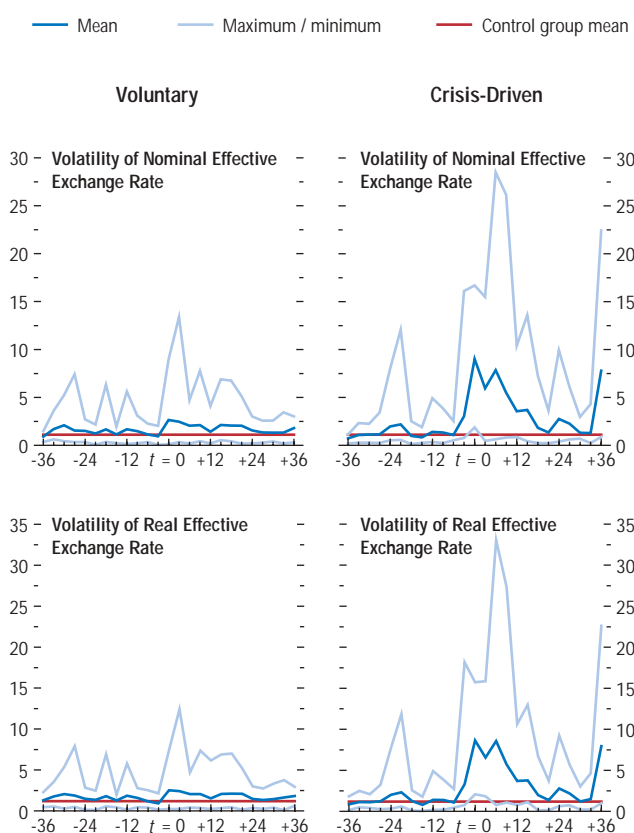 Mean Maximum / minimum Control group mean
Voluntary Crisis-Driven
Volatility of Nominal Effective
Exchange Rate
30
25
20
15
10
5
0
-36 -24 -12 t = 0 +12 +24 +36
Volatility of Nominal Effective
Exchange Rate
30
25
20
15
10
5
0
-36 -24 -12 t = 0 +12 +24 +36
Volatility of Real Effective
Exchange Rate
35
30
25
20
15
10
5
0
-36 -24 -12 t = 0 +12 +24 +36
Volatility of Real Effective
Exchange Rate
35
30
25
20
15
10
5
0
-36 -24 -12 t = 0 +12 +24 +36